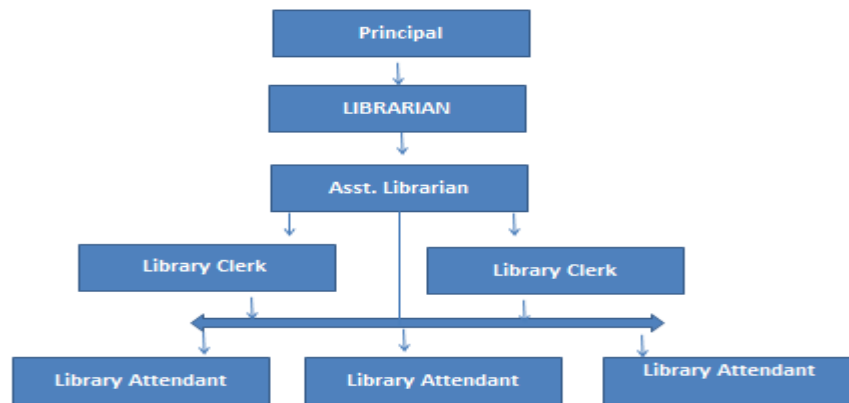 Principal
LIBRARIAN
Asst. Librarian
Library Clerk
Library Clerk
Library Attendant
Library Attendant
Library Attendant